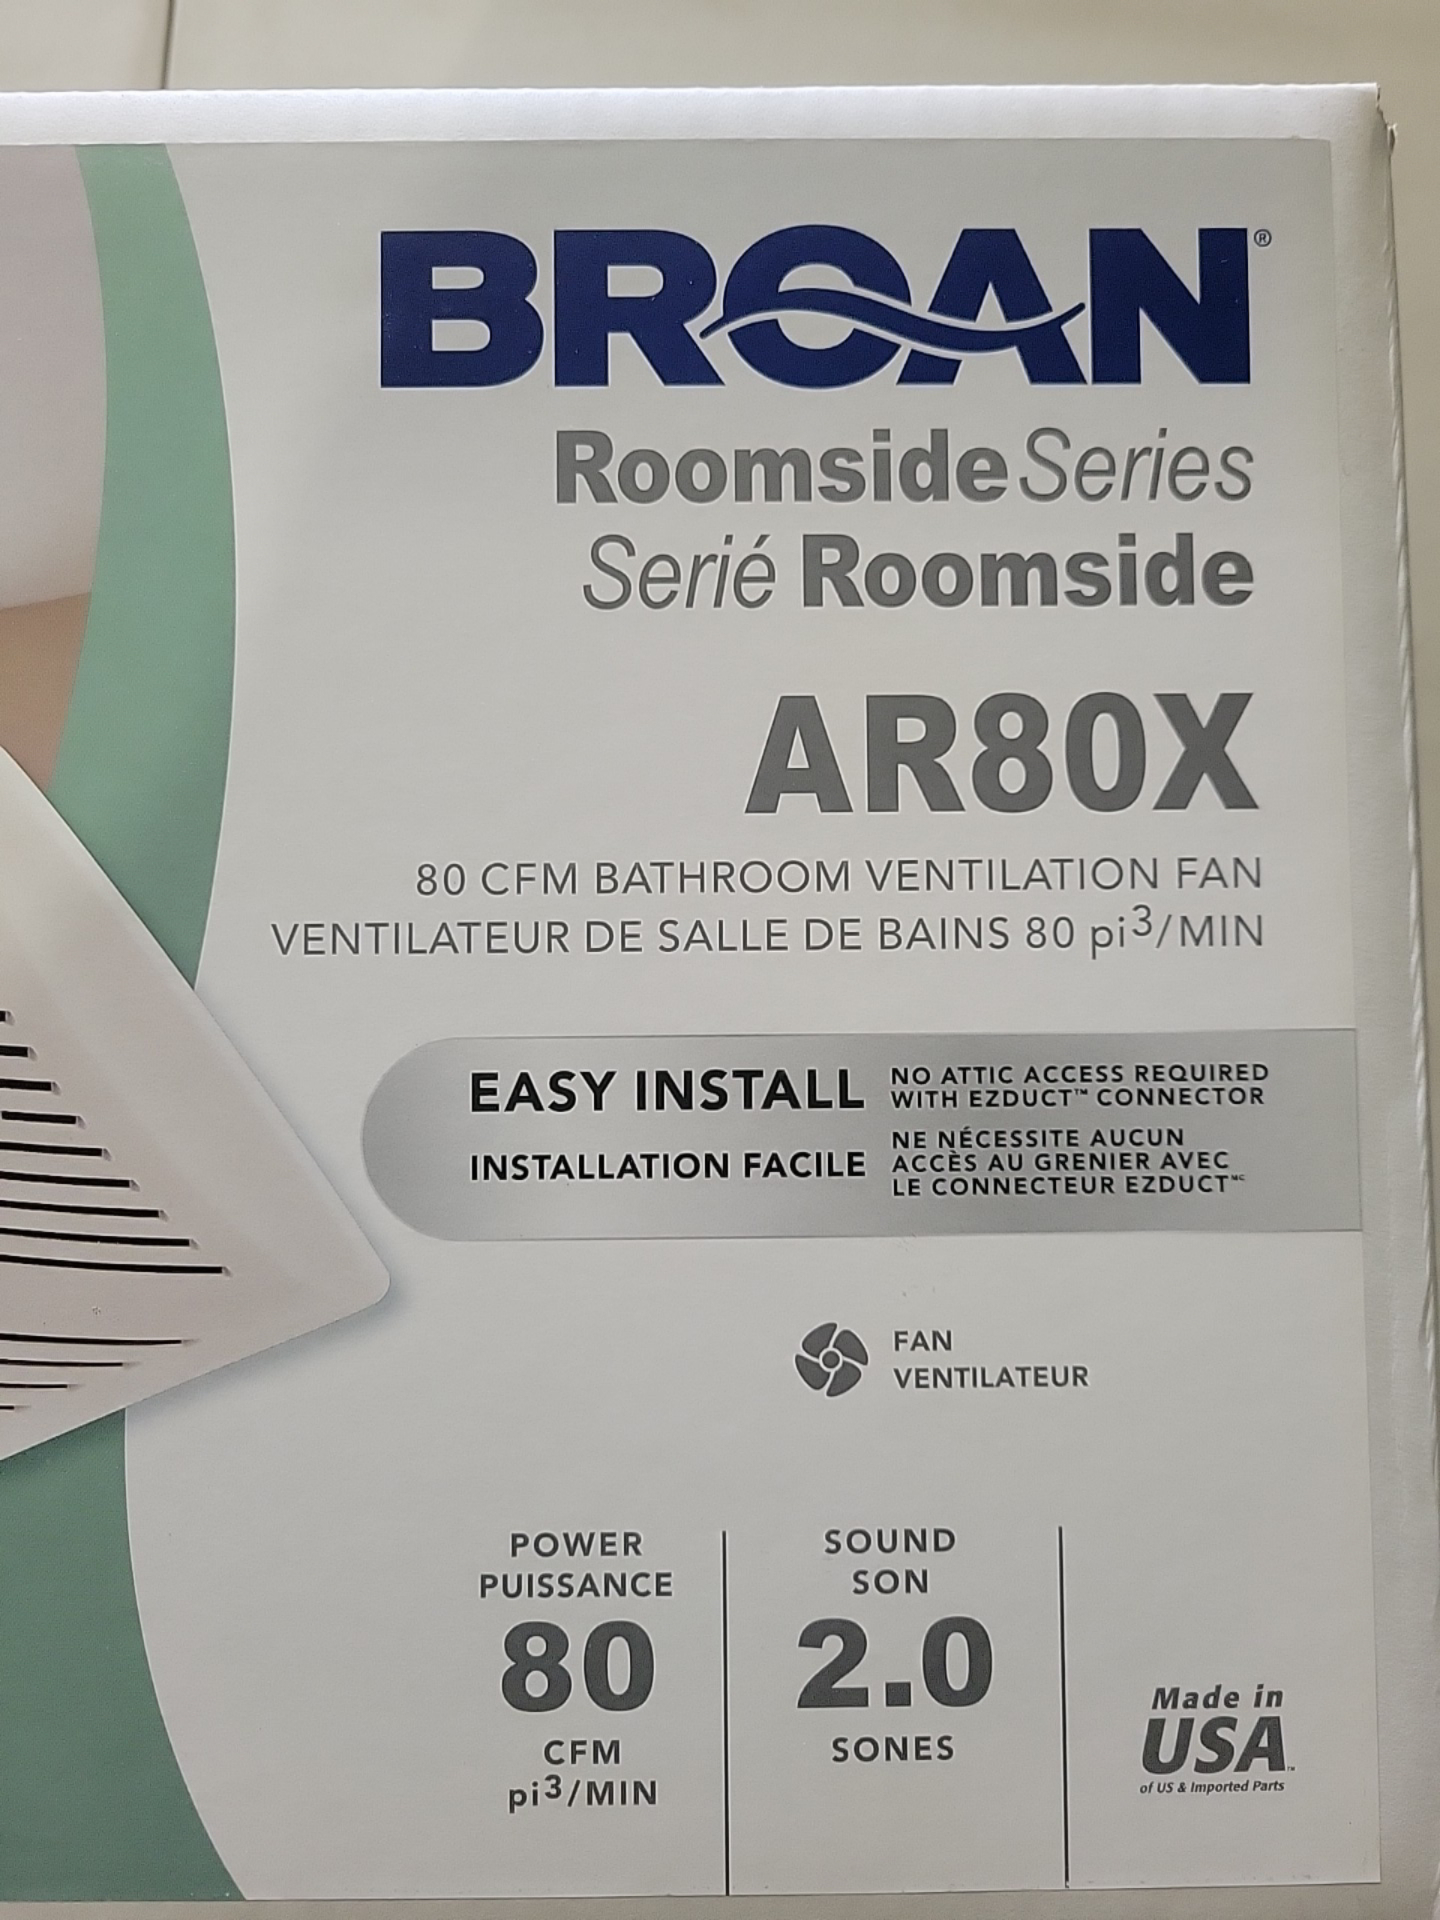 BROAN®
Roomside Series
Serié Roomside
AR80X
80 CFM BATHROOM VENTILATION FAN
VENTILATEUR DE SALLE DE BAINS 80 pi³/MIN
EASY INSTALL
NO ATTIC ACCESS REQUIRED
WITH EZDUCT™ CONNECTOR
INSTALLATION FACILE
NE NÉCESSITE AUCUN
ACCÈS AU GRENIER AVEC
LE CONNECTEUR EZDUCT MC
FAN
VENTILATEUR
POWER
PUISSANCE
80
CFM
pi³/MIN
SOUND
SON
2.0
SONES
Made in
USA™
of US & Imported Parts